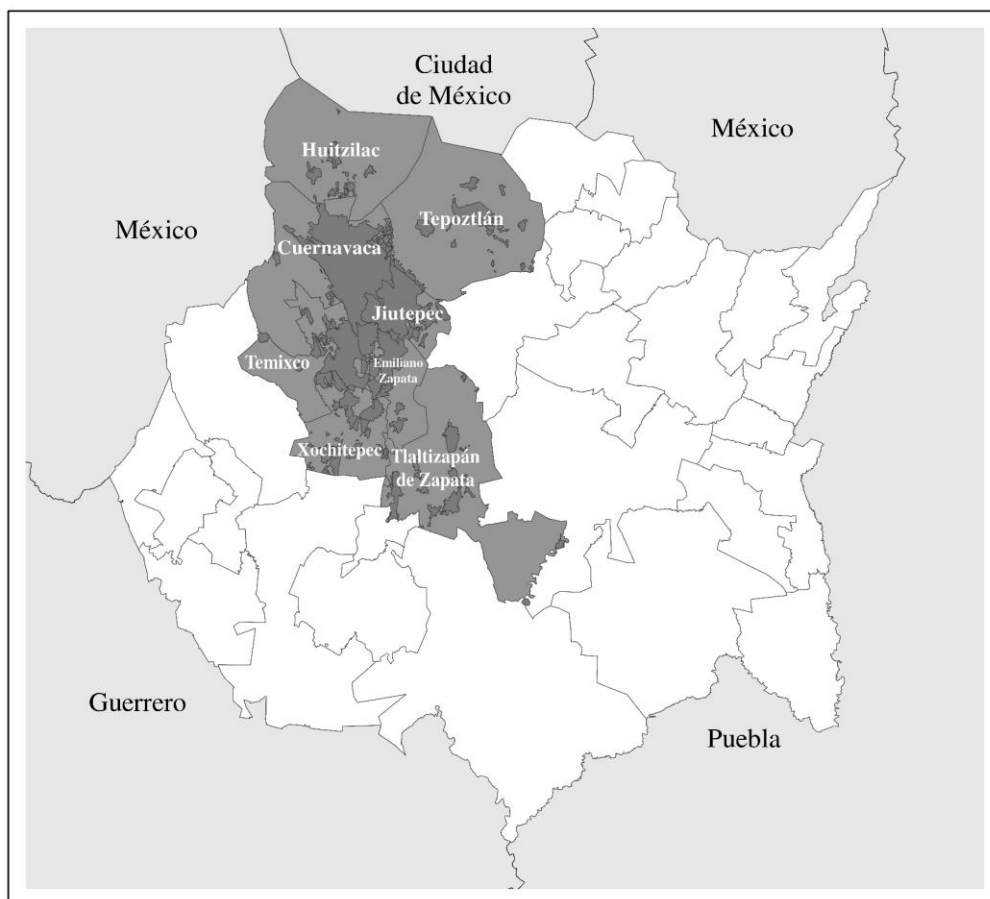 Ciudad
de México
México
Huitzilac
Tepoztlán
México
Cuernavaca
Jiutepec
Temixco
Emiliano
Zapata
Xochitepec
Tlaltizapán
de Zapata
Guerrero
Puebla